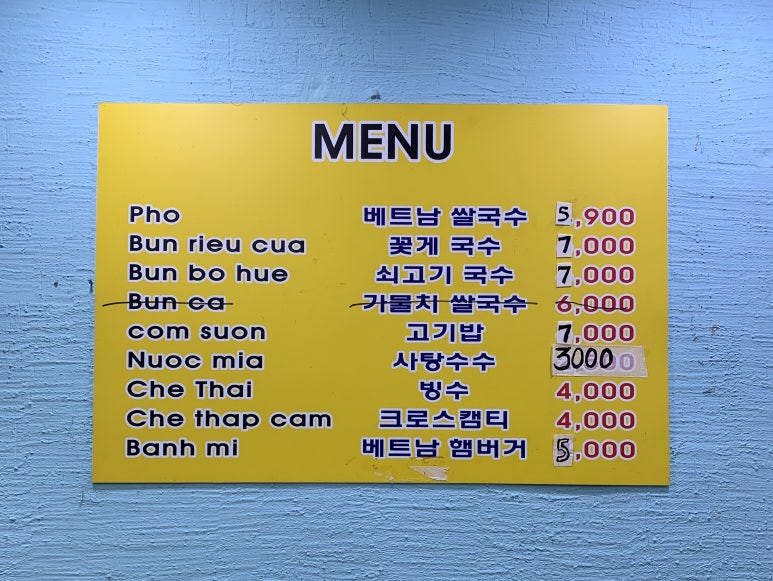 MENU
Pho 베트남 쌀국수 5,900
Bun rieu cua 꽃게 국수 7,000
Bun bo hue 쇠고기 국수 7,000
Bun ca 가물치 쌀국수 6,000
com suon 고기밥 7,000
Nuoc mia 사탕수수 3000
Che Thai 빙수 4,000
Che thap cam 크로스캠티 4,000
Banh mi 베트남 햄버거 5,000